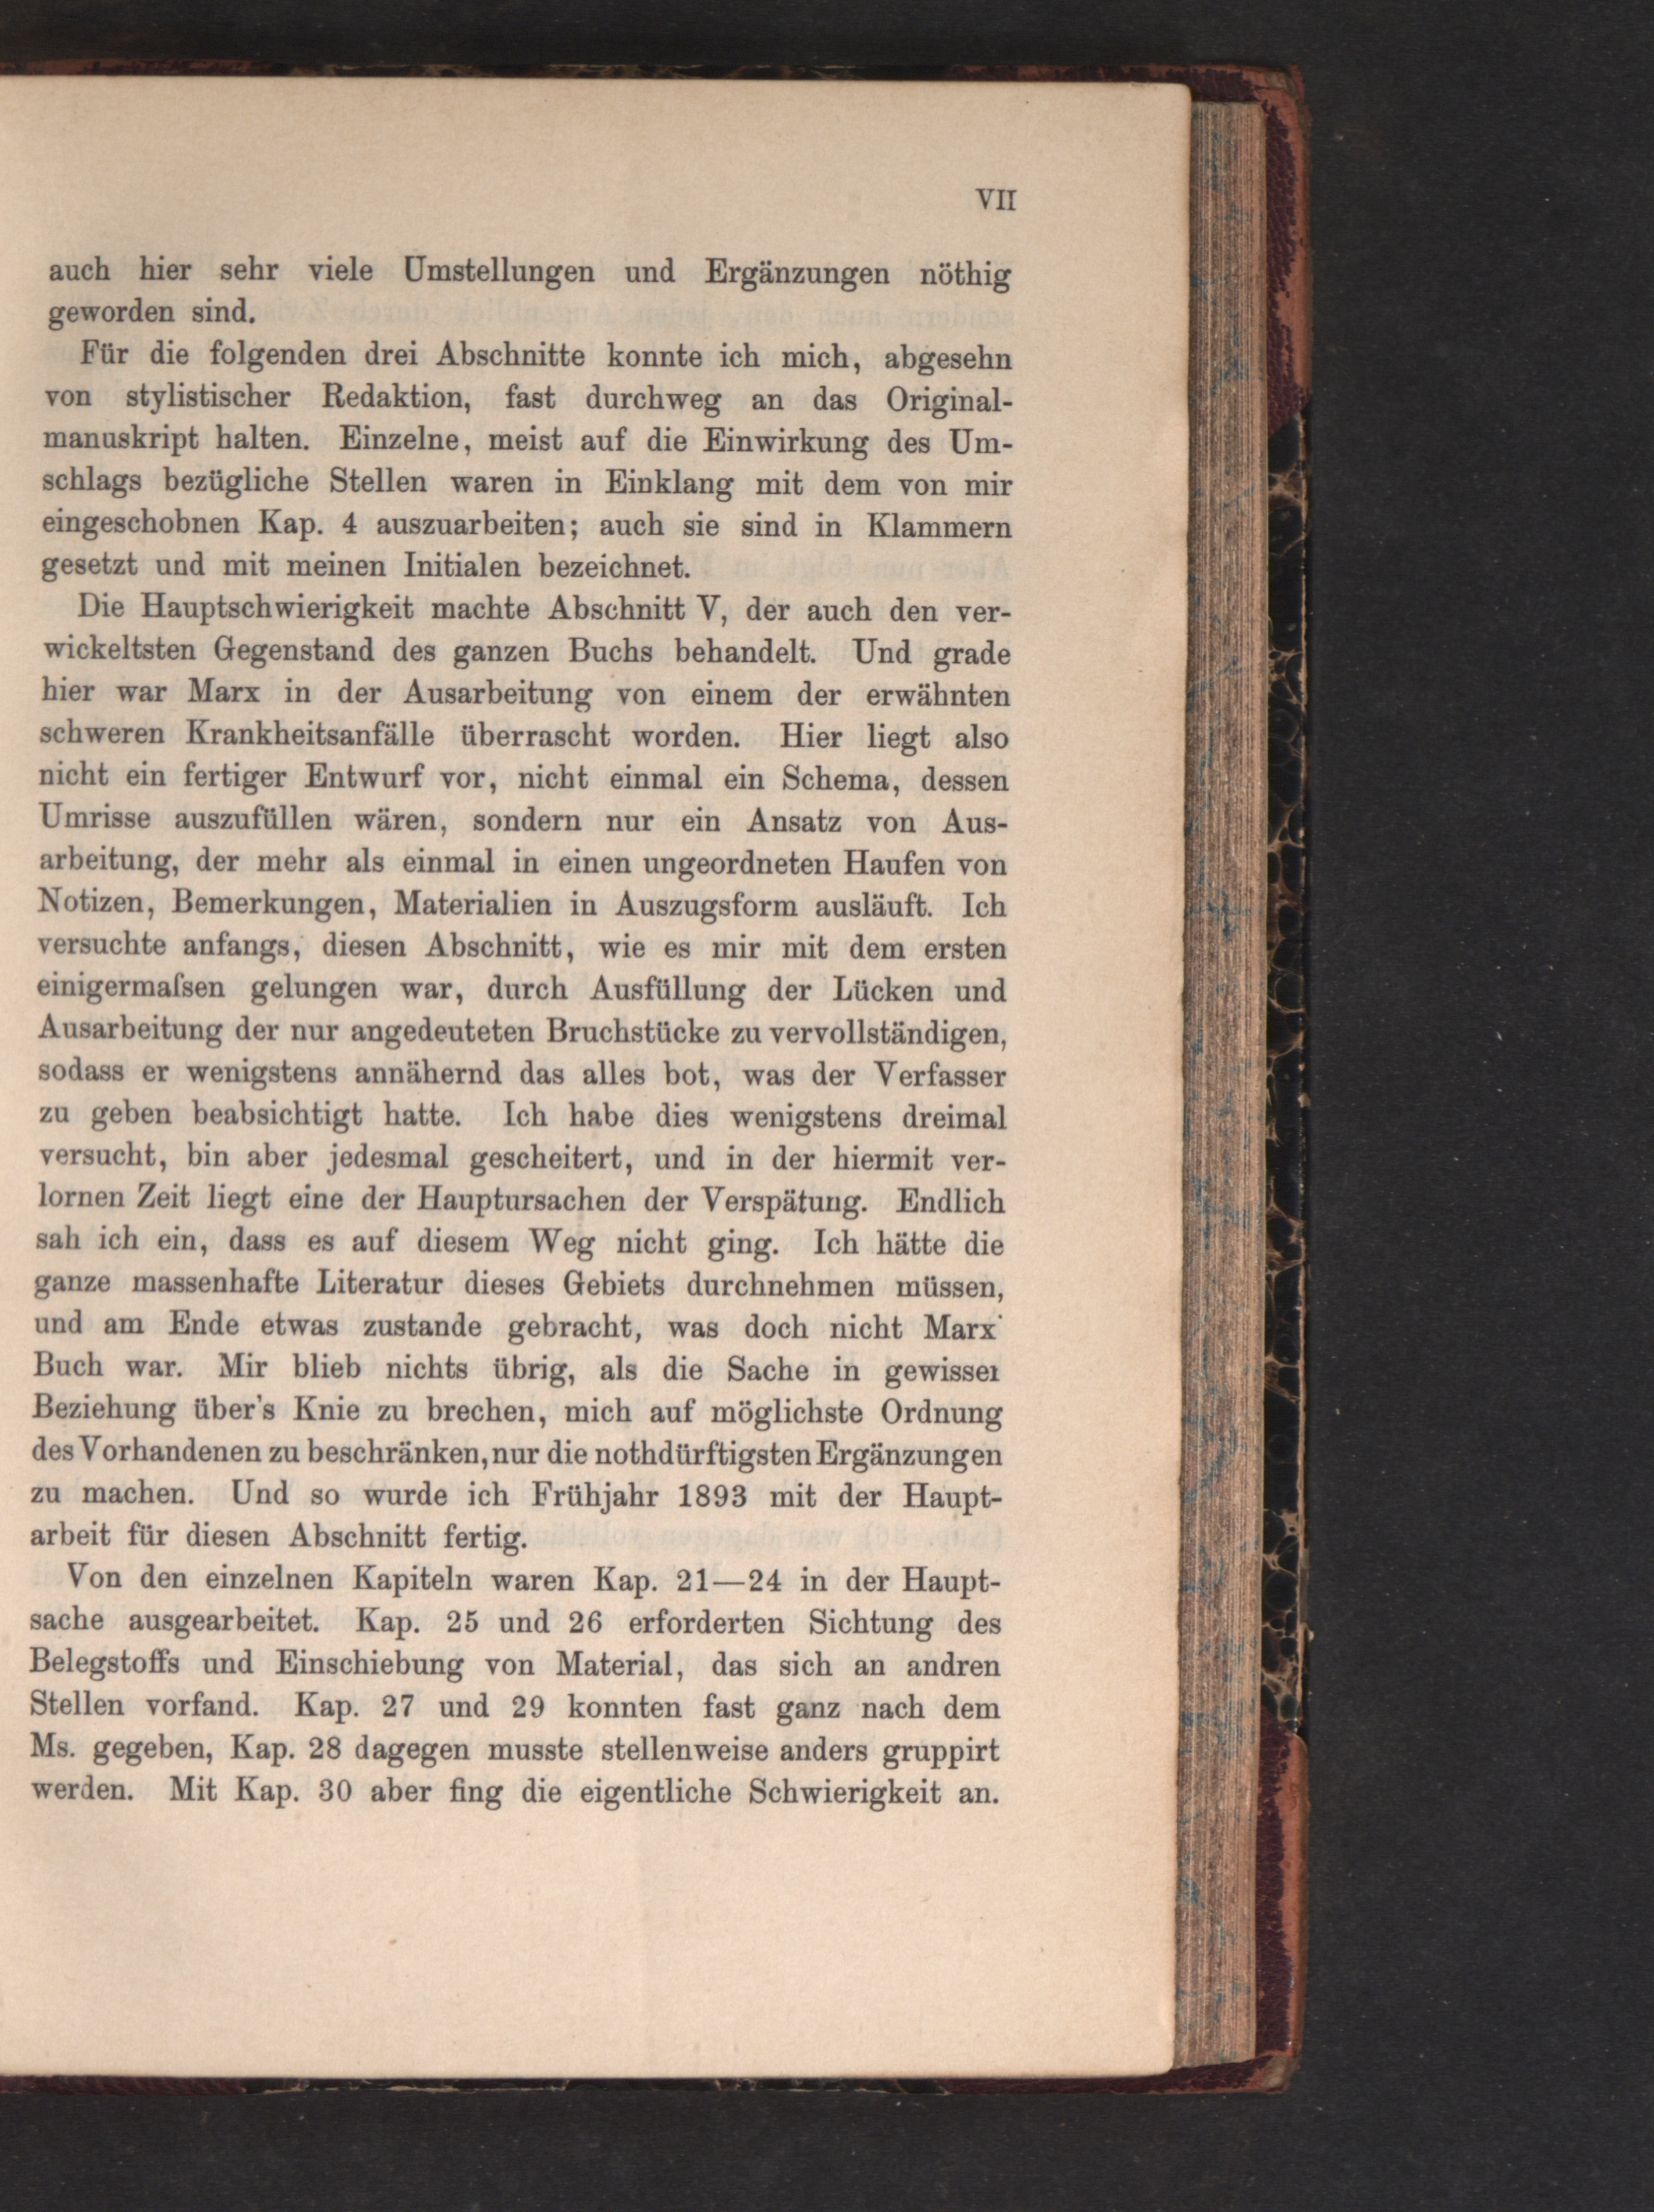 VII
auch hier sehr viele Umstellungen und Ergänzungen nöthig
geworden sind.
Für die folgenden drei Abschnitte konnte ich mich, abgesehn
von stylistischer Redaktion, fast durchweg an das Original-
manuskript halten. Einzelne, meist auf die Einwirkung des Um-
schlags bezügliche Stellen waren in Einklang mit dem von mir
eingeschobnen Kap. 4 auszuarbeiten; auch sie sind in Klammern
gesetzt und mit meinen Initialen bezeichnet.
Die Hauptschwierigkeit machte Abschnitt V, der auch den ver-
wickeltsten Gegenstand des ganzen Buchs behandelt. Und grade
hier war Marx in der Ausarbeitung von einem der erwähnten
schweren Krankheitsanfälle überrascht worden. Hier liegt also
nicht ein fertiger Entwurf vor, nicht einmal ein Schema, dessen
Umrisse auszufüllen wären, sondern nur ein Ansatz von Aus-
arbeitung, der mehr als einmal in einen ungeordneten Haufen von
Notizen, Bemerkungen, Materialien in Auszugsform ausläuft. Ich
versuchte anfangs, diesen Abschnitt, wie es mir mit dem ersten
einigermaſsen gelungen war, durch Ausfüllung der Lücken und
Ausarbeitung der nur angedeuteten Bruchstücke zu vervollständigen,
sodass er wenigstens annähernd das alles bot, was der Verfasser
zu geben beabsichtigt hatte. Ich habe dies wenigstens dreimal
versucht, bin aber jedesmal gescheitert, und in der hiermit ver-
lornen Zeit liegt eine der Hauptursachen der Verspätung. Endlich
sah ich ein, dass es auf diesem Weg nicht ging. Ich hätte die
ganze massenhafte Literatur dieses Gebiets durchnehmen müssen,
und am Ende etwas zustande gebracht, was doch nicht Marx'
Buch war. Mir blieb nichts übrig, als die Sache in gewisser
Beziehung über's Knie zu brechen, mich auf möglichste Ordnung
des Vorhandenen zu beschränken, nur die nothdürftigsten Ergänzungen
zu machen. Und so wurde ich Frühjahr 1893 mit der Haupt-
arbeit für diesen Abschnitt fertig.
Von den einzelnen Kapiteln waren Kap. 21—24 in der Haupt-
sache ausgearbeitet. Kap. 25 und 26 erforderten Sichtung des
Belegstoffs und Einschiebung von Material, das sich an andren
Stellen vorfand. Kap. 27 und 29 konnten fast ganz nach dem
Ms. gegeben, Kap. 28 dagegen musste stellenweise anders gruppirt
werden. Mit Kap. 30 aber fing die eigentliche Schwierigkeit an.